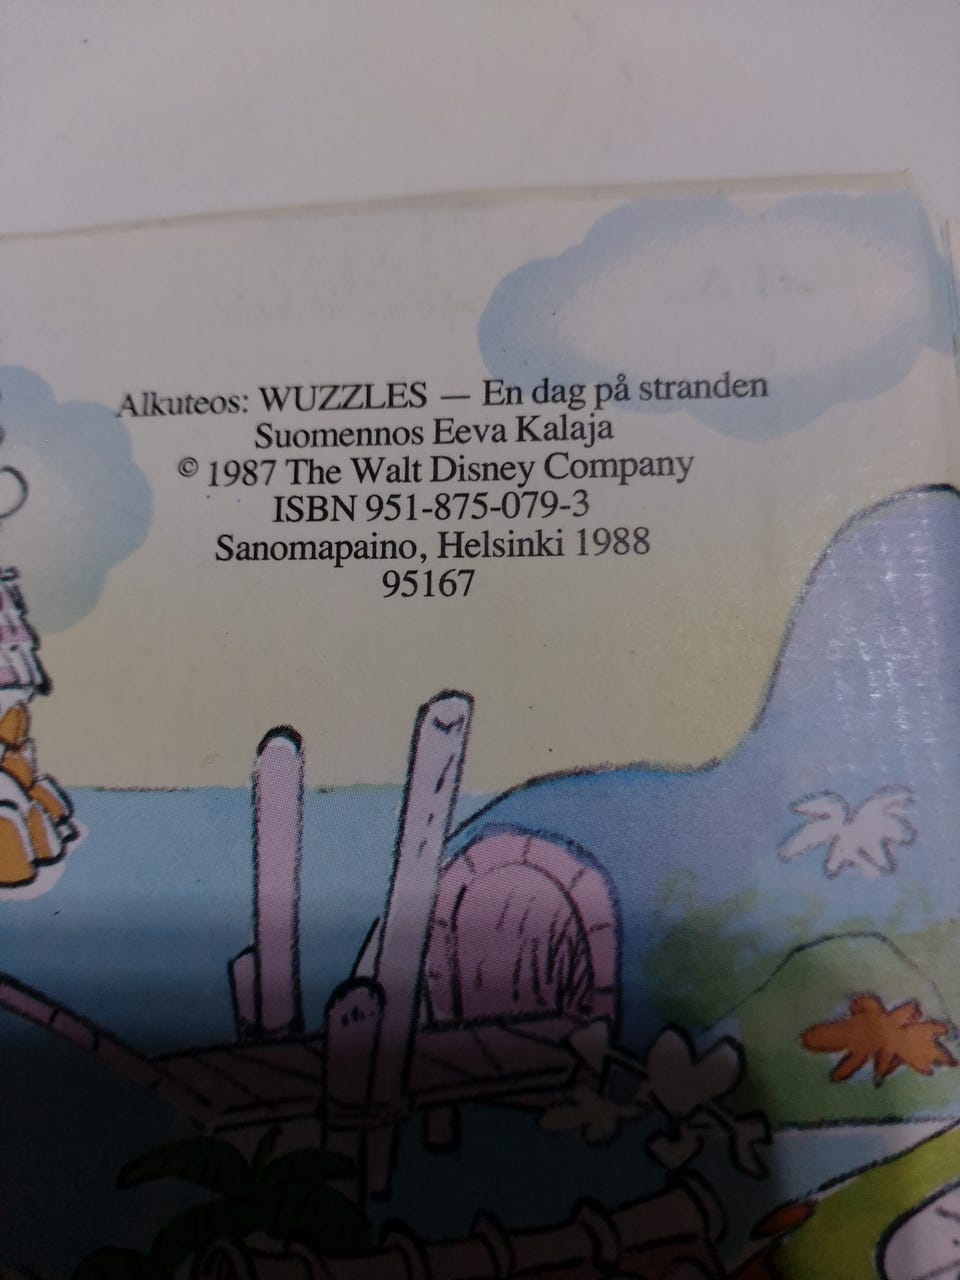 Alkuteos: WUZZLES — En dag på stranden
Suomennos Eeva Kalaja
© 1987 The Walt Disney Company
ISBN 951-875-079-3
Sanomapaino, Helsinki 1988
95167